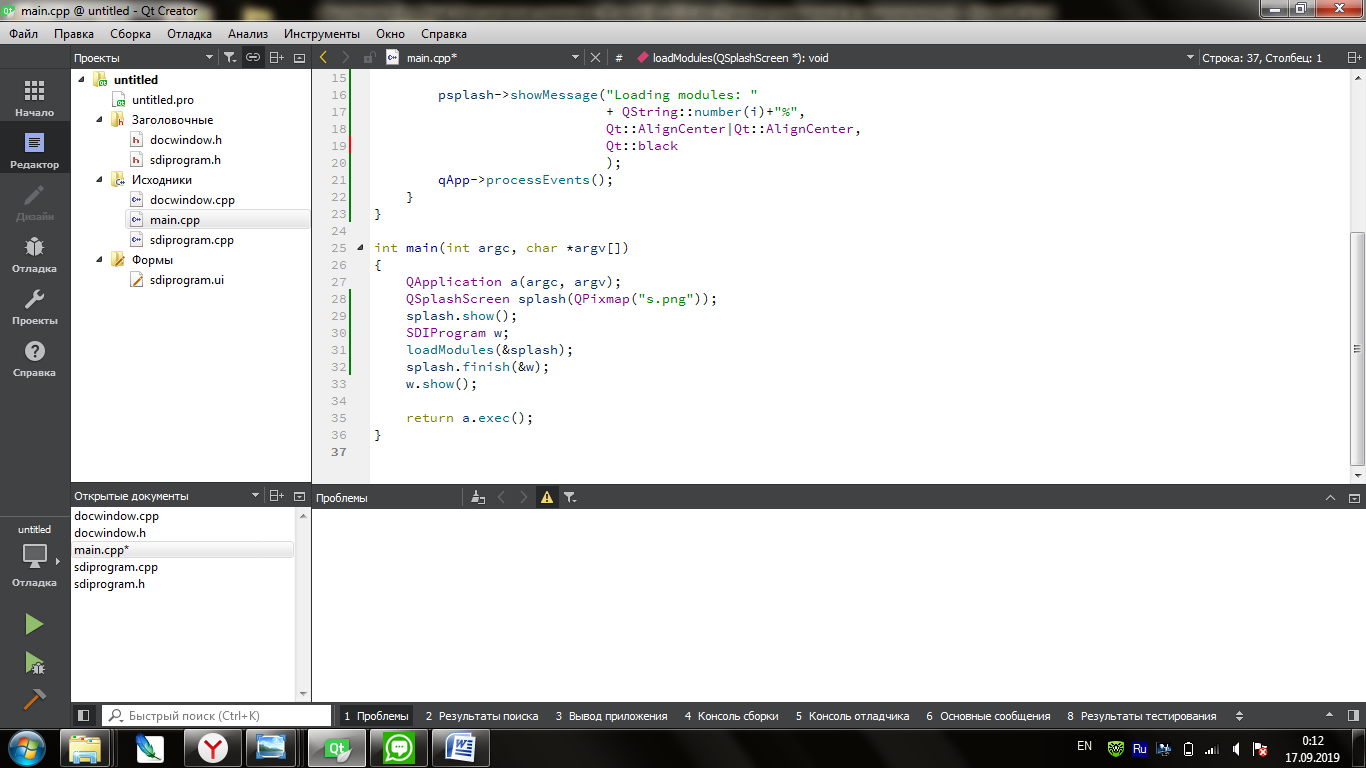 main.cpp @ untitled - Qt Creator
Файл Правка Сборка Отладка Анализ Инструменты Окно Справка
Проекты
main.cpp*
# loadModules(QSplashScreen *): void
Строка: 37, Столбец: 1
Начало
Редактор
Дизайн
Отладка
Проекты
Справка
untitled
Отладка
untitled
untitled.pro
Заголовочные
docwindow.h
sdiprogram.h
Исходники
docwindow.cpp
main.cpp
sdiprogram.cpp
Формы
sdiprogram.ui
15
16 psplash->showMessage("Loading modules: "
17 + QString::number(i)+"%",
18 Qt::AlignCenter|Qt::AlignCenter,
19 Qt::black
20 );
21 qApp->processEvents();
22 }
23 }
24
25 int main(int argc, char *argv[])
26 {
27 QApplication a(argc, argv);
28 QSplashScreen splash(QPixmap("s.png"));
29 splash.show();
30 SDIProgram w;
31 loadModules(&splash);
32 splash.finish(&w);
33 w.show();
34
35 return a.exec();
36 }
37
Открытые документы
docwindow.cpp
docwindow.h
main.cpp*
sdiprogram.cpp
sdiprogram.h
Проблемы
Быстрый поиск (Ctrl+K)
1 Проблемы 2 Результаты поиска 3 Вывод приложения 4 Консоль сборки 5 Консоль отладчика 6 Основные сообщения 8 Результаты тестирования
EN
Ru
0:12
17.09.2019